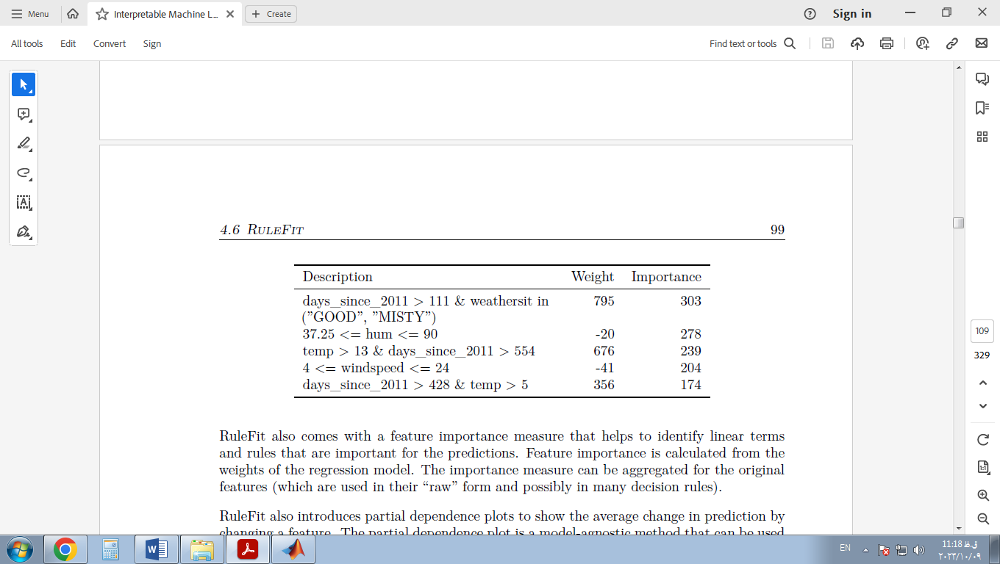 Menu
Interpretable Machine L...
Create
Sign in
All tools
Edit
Convert
Sign
Find text or tools
4.6 RULEFIT 99
Description Weight Importance
days_since_2011 > 111 & weathersit in 795 303
("GOOD", "MISTY")
37.25 <= hum <= 90 -20 278
temp > 13 & days_since_2011 > 554 676 239
4 <= windspeed <= 24 -41 204
days_since_2011 > 428 & temp > 5 356 174
RuleFit also comes with a feature importance measure that helps to identify linear terms
and rules that are important for the predictions. Feature importance is calculated from the
weights of the regression model. The importance measure can be aggregated for the original
features (which are used in their “raw” form and possibly in many decision rules).
RuleFit also introduces partial dependence plots to show the average change in prediction by
changing a feature. The partial dependence plot is a model-agnostic method that can be used
109
329
1:1
EN
11:18 ق.ظ
۲۰۲۳/۱۰/۰۹